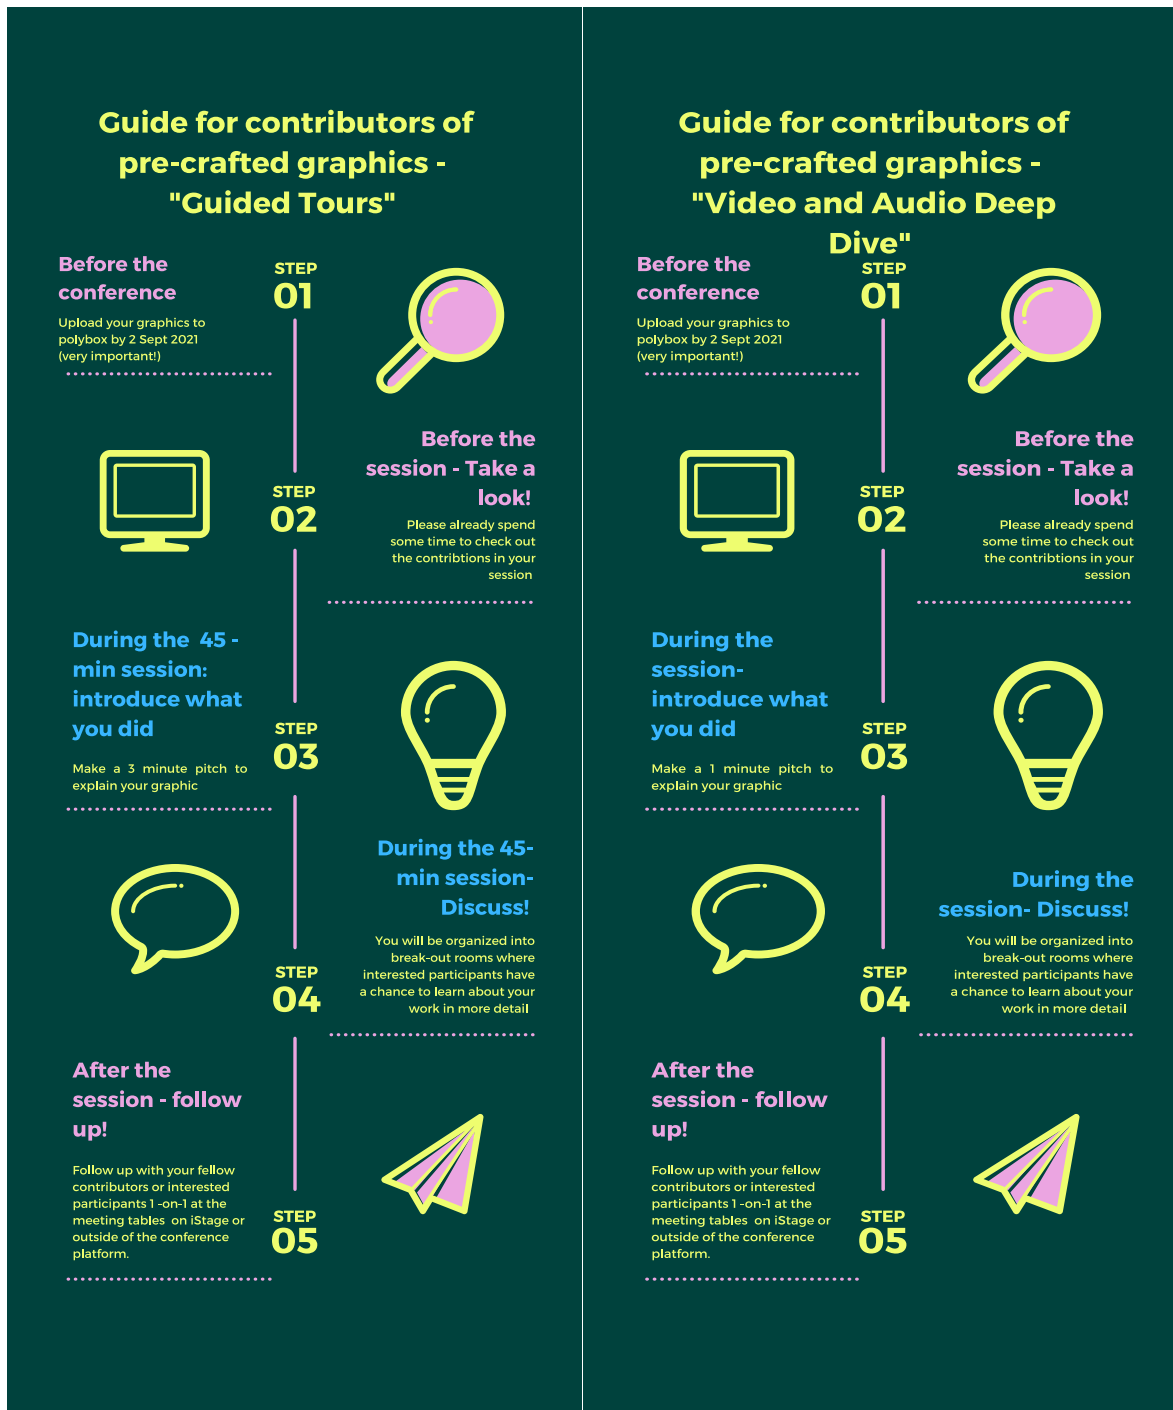 Guide for contributors of
pre-crafted graphics -
"Guided Tours"
Before the
conference
Upload your graphics to
polybox by 2 Sept 2021
(very important!)
STEP
01
Before the
session - Take a
look!
Please already spend
some time to check out
the contribtions in your
session
STEP
02
During the 45 -
min session:
introduce what
you did
Make a 3 minute pitch to
explain your graphic
STEP
03
During the 45-
min session-
Discuss!
You will be organized into
break-out rooms where
interested participants have
a chance to learn about your
work in more detail
STEP
04
After the
session - follow
up!
Follow up with your fellow
contributors or interested
participants 1 -on-1 at the
meeting tables on iStage or
outside of the conference
platform.
STEP
05
Guide for contributors of
pre-crafted graphics -
"Video and Audio Deep
Dive"
Before the
conference
Upload your graphics to
polybox by 2 Sept 2021
(very important!)
STEP
01
Before the
session - Take a
look!
Please already spend
some time to check out
the contribtions in your
session
STEP
02
During the
session-
introduce what
you did
Make a 1 minute pitch to
explain your graphic
STEP
03
During the
session- Discuss!
You will be organized into
break-out rooms where
interested participants have
a chance to learn about your
work in more detail
STEP
04
After the
session - follow
up!
Follow up with your fellow
contributors or interested
participants 1 -on-1 at the
meeting tables on iStage or
outside of the conference
platform.
STEP
05